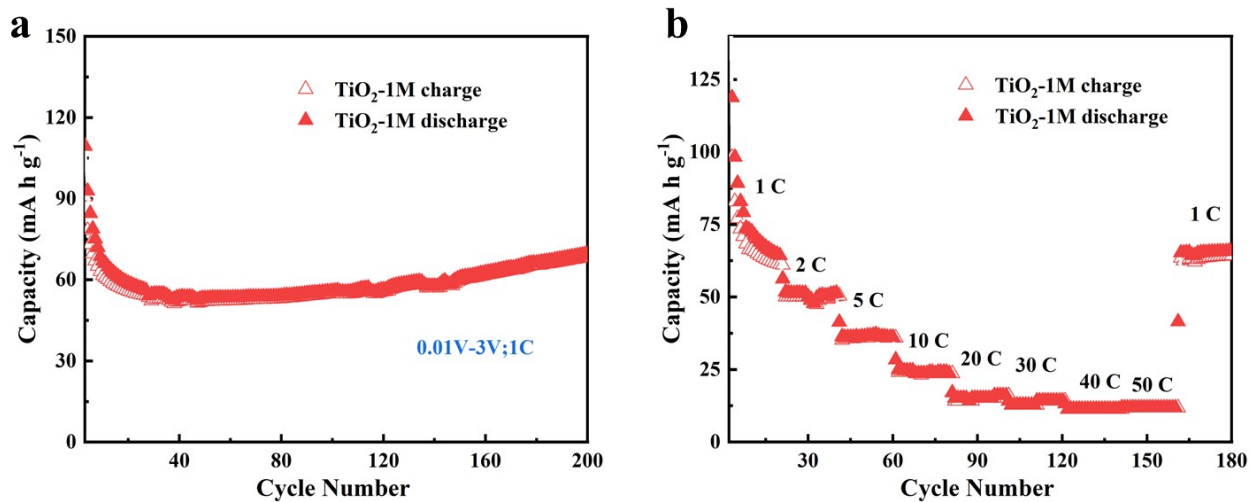 a
150
120
90
60
30
0
Capacity (mA h g⁻¹)
TiO₂-1M charge
TiO₂-1M discharge
0.01V-3V;1C
40
80
120
160
200
Cycle Number
b
125
100
75
50
25
0
Capacity (mA h g⁻¹)
TiO₂-1M charge
TiO₂-1M discharge
1 C
2 C
5 C
10 C
20 C
30 C
40 C
50 C
1 C
30
60
90
120
150
180
Cycle Number